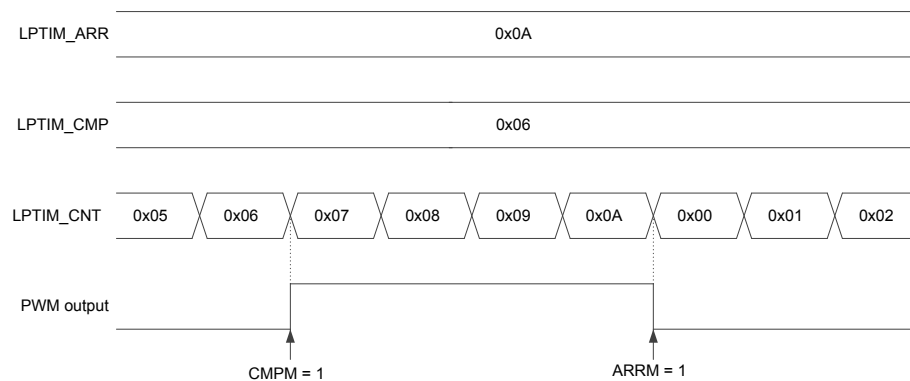 LPTIM_ARR 0x0A
LPTIM_CMP 0x06
LPTIM_CNT 0x05 0x06 0x07 0x08 0x09 0x0A 0x00 0x01 0x02
PWM output
CMPM = 1 ARRM = 1